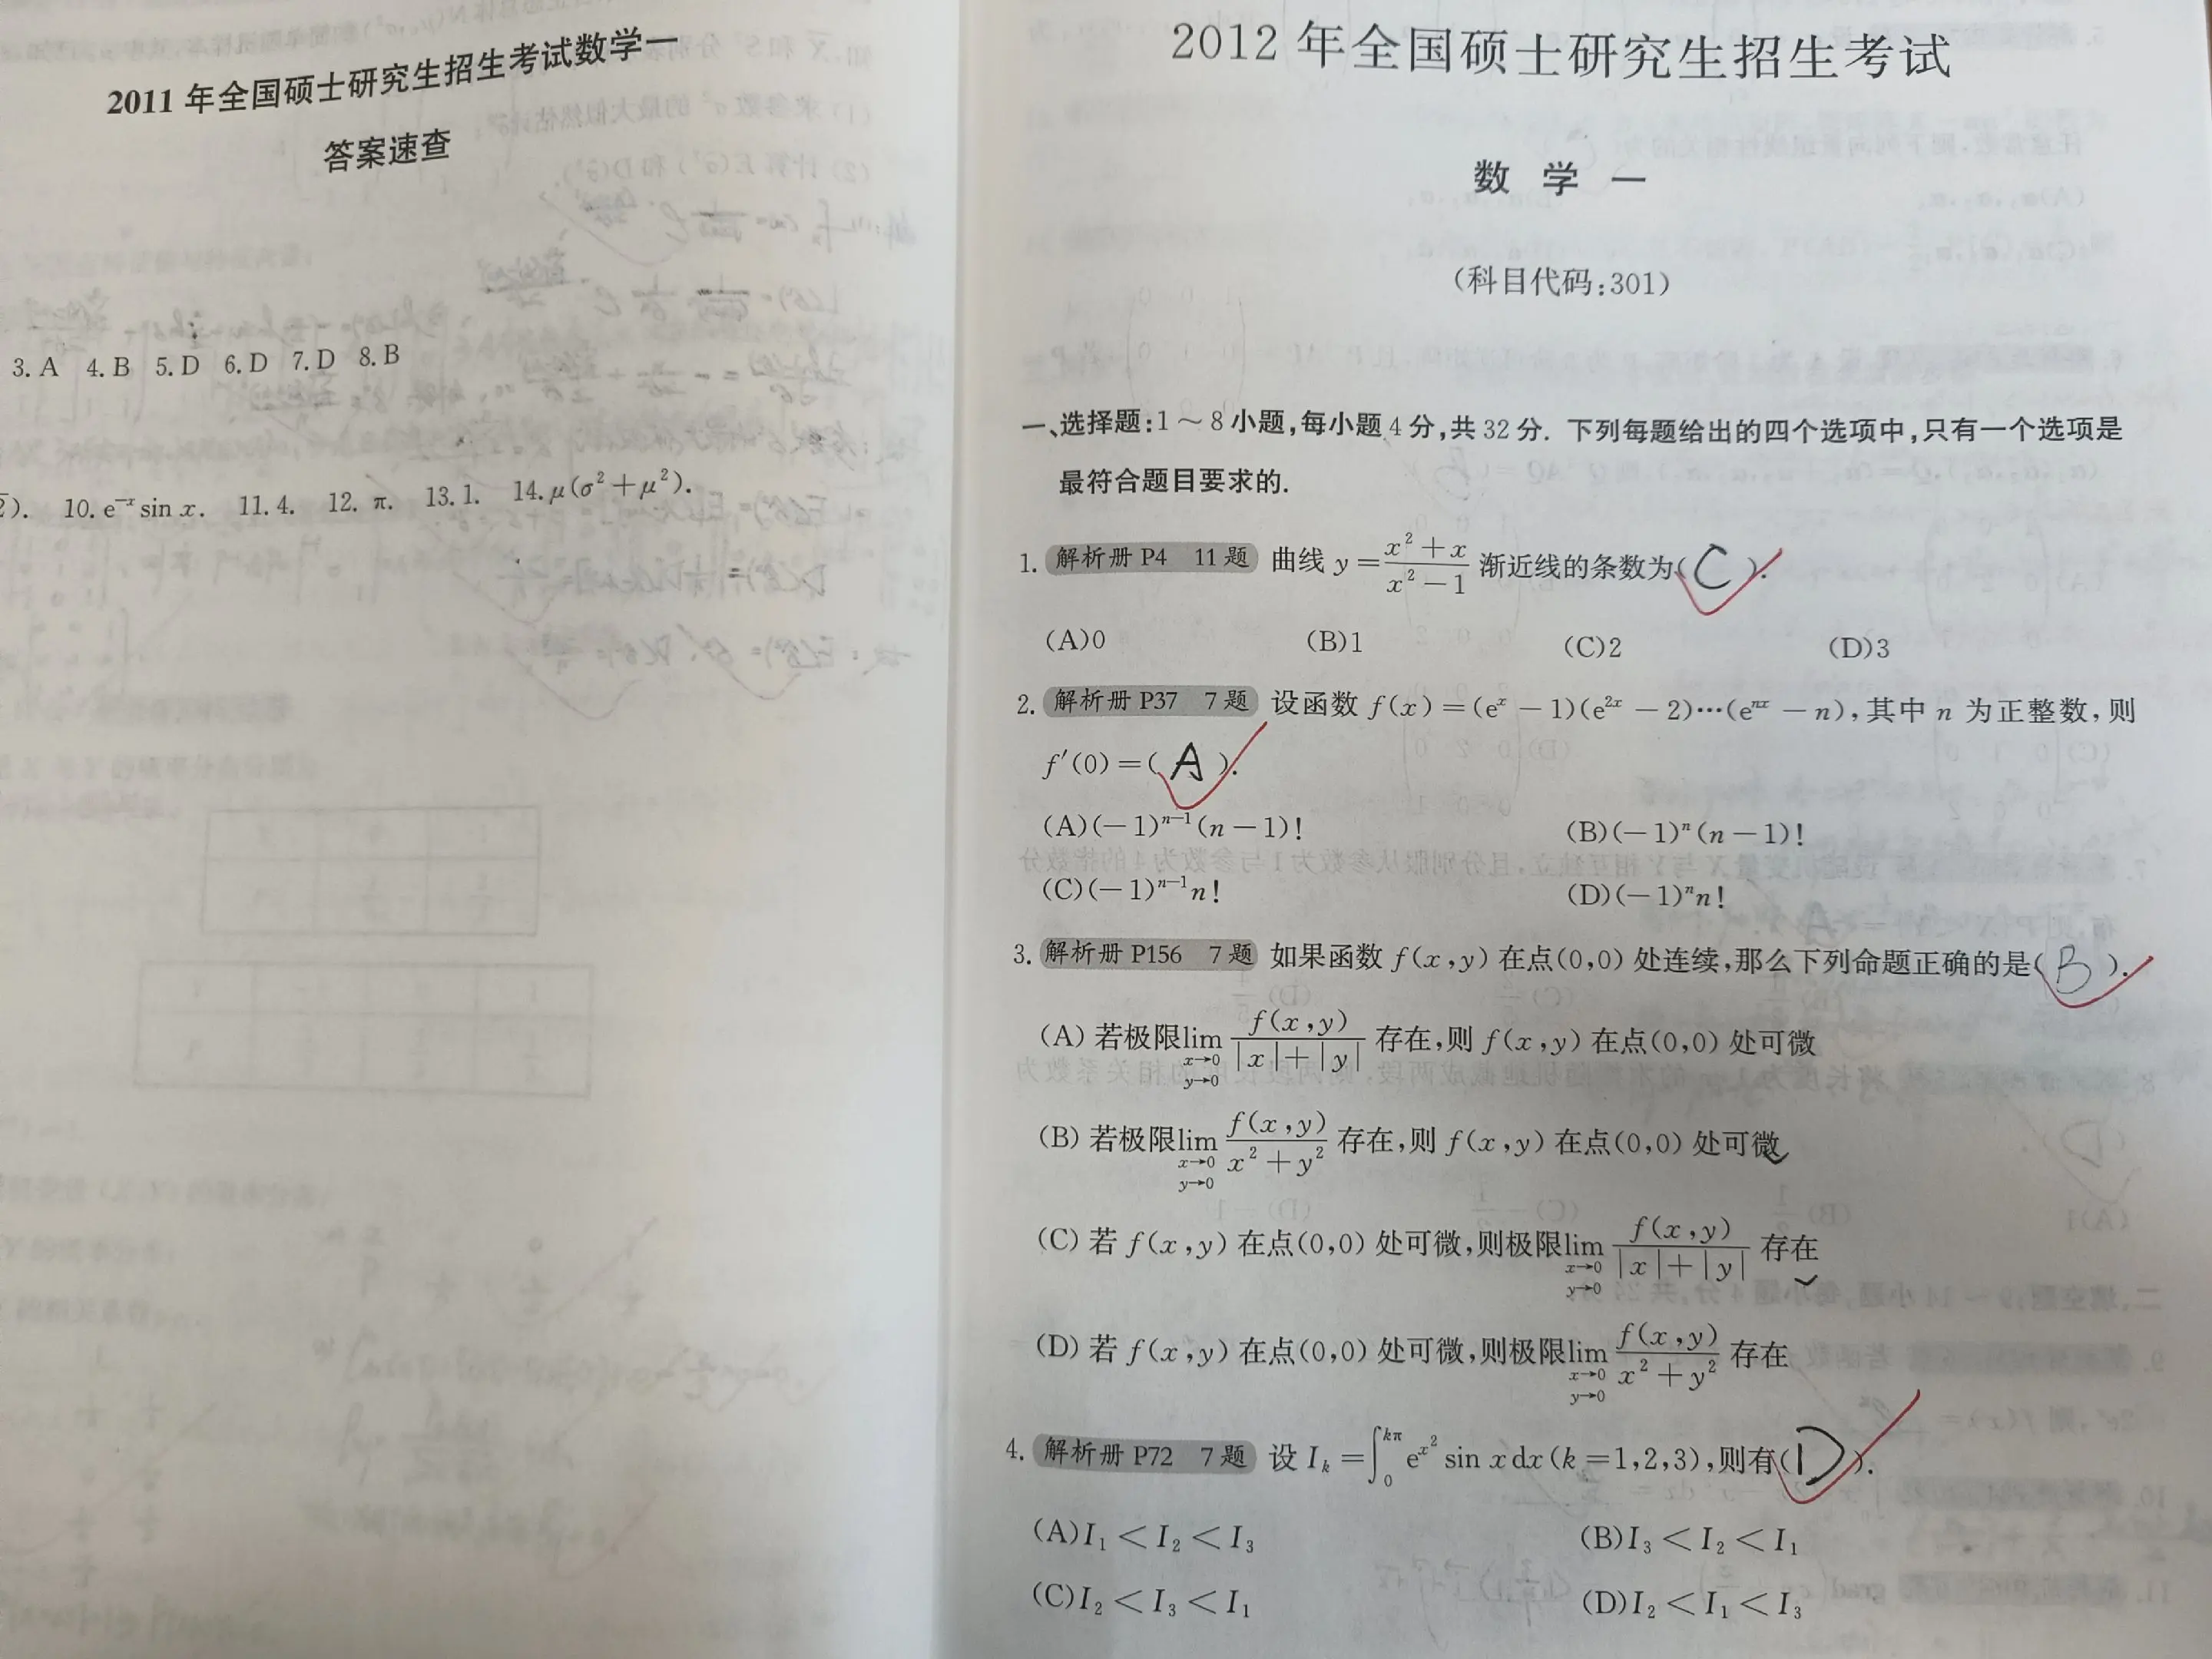 2011 年全国硕士研究生招生考试数学一
答案速查
3. A 4. B 5. D 6. D 7. D 8. B
10. e^{-x} sin x. 11. 4. 12. π. 13. 1. 14. μ(σ²+μ²).
2012 年全国硕士研究生招生考试
数 学 一
(科目代码:301)
一、选择题:1～8小题,每小题4分,共32分. 下列每题给出的四个选项中,只有一个选项是
最符合题目要求的.
1. 解析册 P4 11 题 曲线 y = (x²+x)/(x²−1) 渐近线的条数为( C ).
(A)0 (B)1 (C)2 (D)3
2. 解析册 P37 7 题 设函数 f(x)=(e^x−1)(e^{2x}−2)⋯(e^{nx}−n),其中 n 为正整数,则
f′(0)=( A ).
(A)(−1)^{n−1}(n−1)! (B)(−1)^n(n−1)!
(C)(−1)^{n−1}n! (D)(−1)^n n!
3. 解析册 P156 7 题 如果函数 f(x,y) 在点(0,0) 处连续,那么下列命题正确的是( B ).
(A) 若极限 lim_{x→0 y→0} f(x,y)/(|x|+|y|) 存在,则 f(x,y) 在点(0,0) 处可微
(B) 若极限 lim_{x→0 y→0} f(x,y)/(x²+y²) 存在,则 f(x,y) 在点(0,0) 处可微
(C) 若 f(x,y) 在点(0,0) 处可微,则极限 lim_{x→0 y→0} f(x,y)/(|x|+|y|) 存在
(D) 若 f(x,y) 在点(0,0) 处可微,则极限 lim_{x→0 y→0} f(x,y)/(x²+y²) 存在
4. 解析册 P72 7 题 设 I_k = ∫_0^{kπ} e^{x²} sin x dx (k=1,2,3),则有( D ).
(A)I₁<I₂<I₃ (B)I₃<I₂<I₁
(C)I₂<I₃<I₁ (D)I₂<I₁<I₃